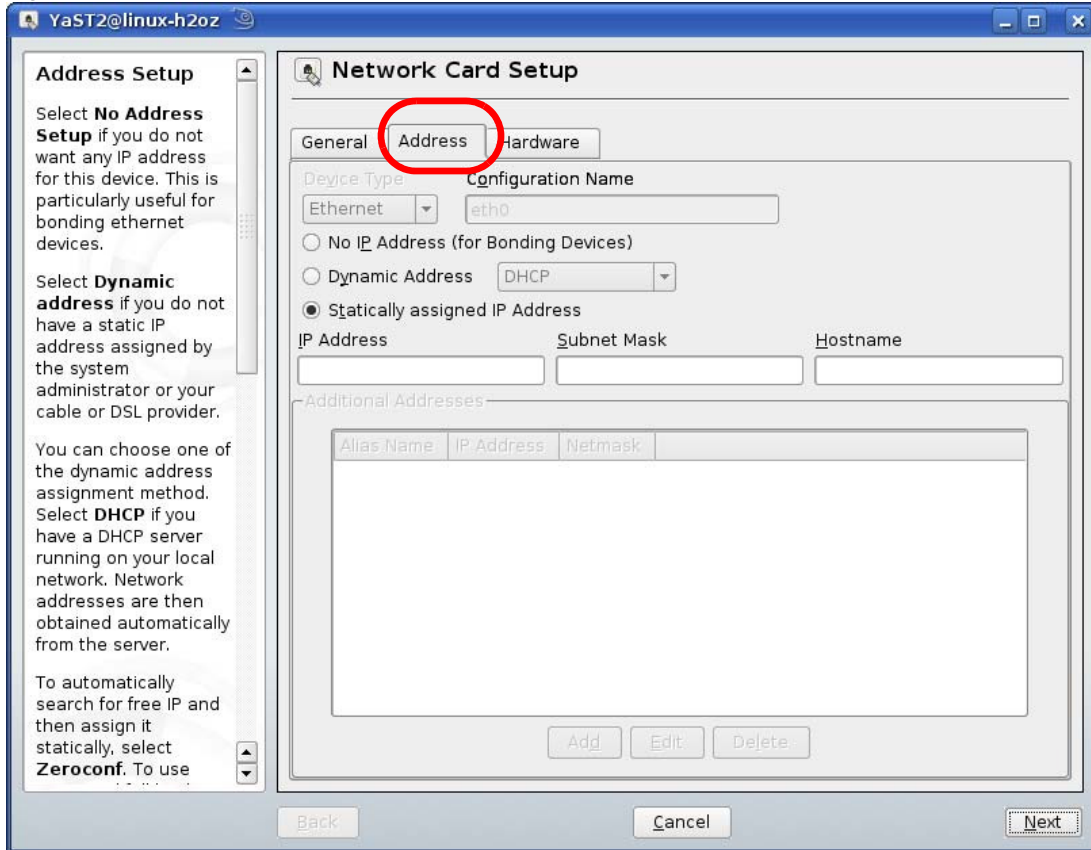 YaST2@linux-h2oz
Address Setup
Select No Address
Setup if you do not
want any IP address
for this device. This is
particularly useful for
bonding ethernet
devices.
Select Dynamic
address if you do not
have a static IP
address assigned by
the system
administrator or your
cable or DSL provider.
You can choose one of
the dynamic address
assignment method.
Select DHCP if you
have a DHCP server
running on your local
network. Network
addresses are then
obtained automatically
from the server.
To automatically
search for free IP and
then assign it
statically, select
Zeroconf. To use
Network Card Setup
General Address Hardware
Device Type Configuration Name
Ethernet eth0
No IP Address (for Bonding Devices)
Dynamic Address DHCP
Statically assigned IP Address
IP Address Subnet Mask Hostname
Additional Addresses
Alias Name IP Address Netmask
Add Edit Delete
Back Cancel Next